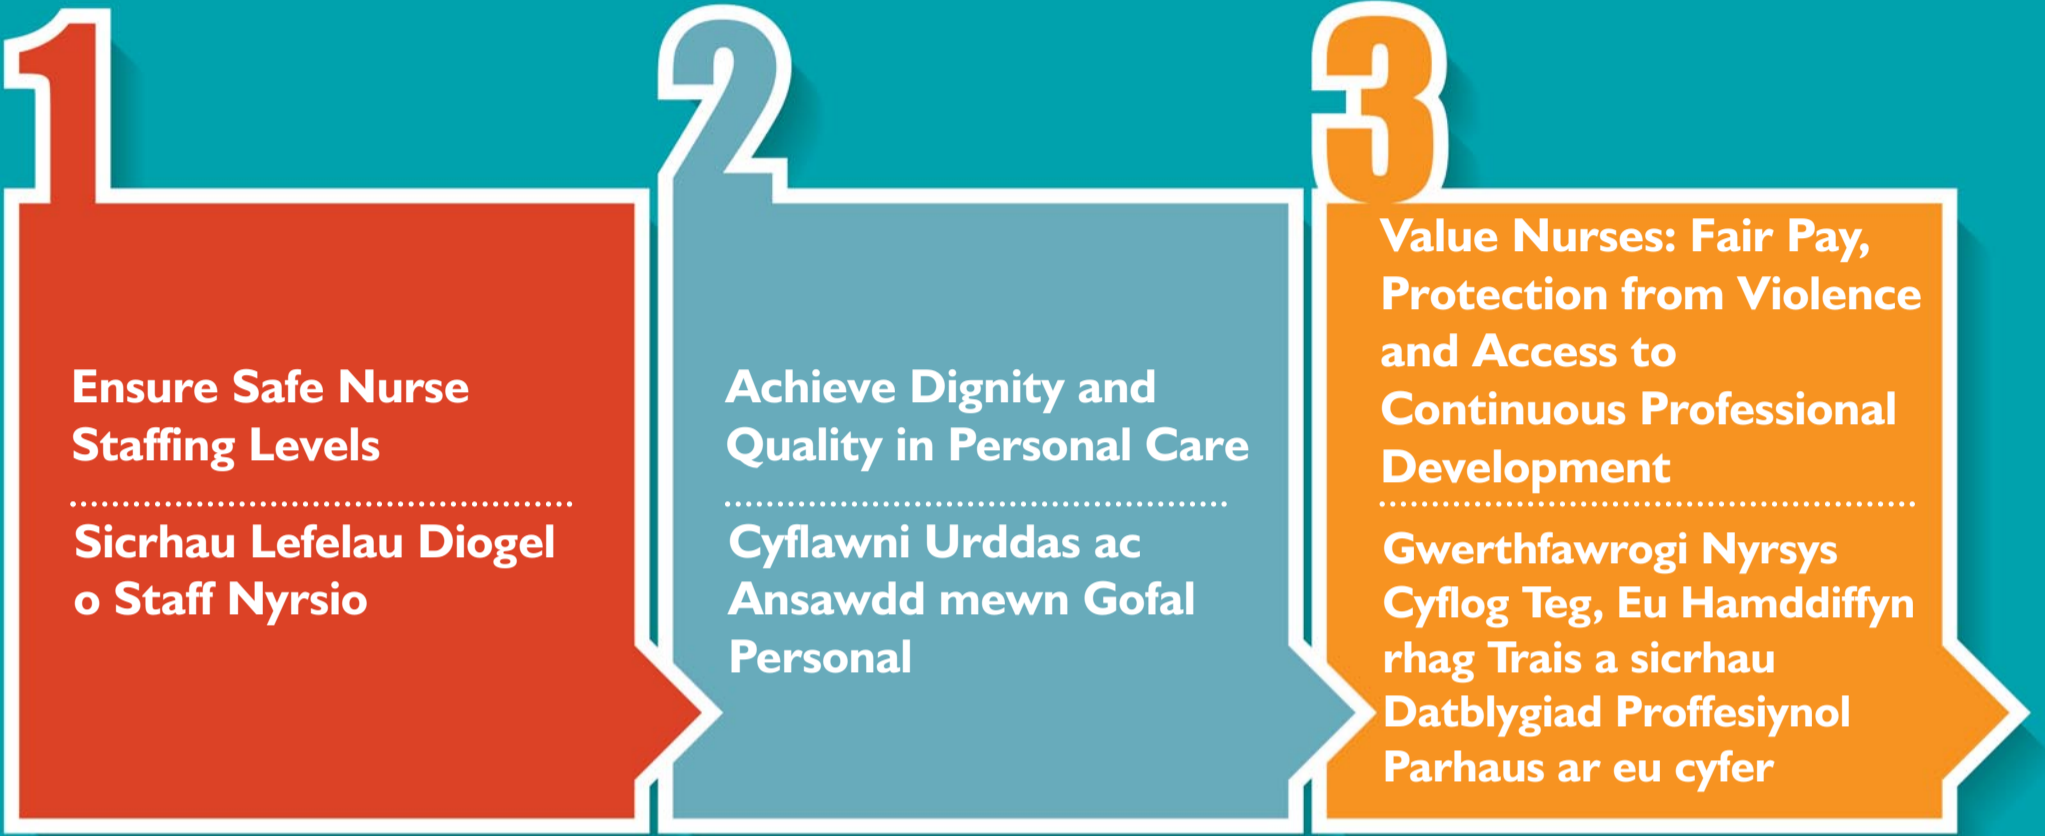 1
Ensure Safe Nurse
Staffing Levels
Sicrhau Lefelau Diogel
o Staff Nyrsio
2
Achieve Dignity and
Quality in Personal Care
Cyflawni Urddas ac
Ansawdd mewn Gofal
Personal
3
Value Nurses: Fair Pay,
Protection from Violence
and Access to
Continuous Professional
Development
Gwerthfawrogi Nyrsys
Cyflog Teg, Eu Hamddiffyn
rhag Trais a sicrhau
Datblygiad Proffesiynol
Parhaus ar eu cyfer